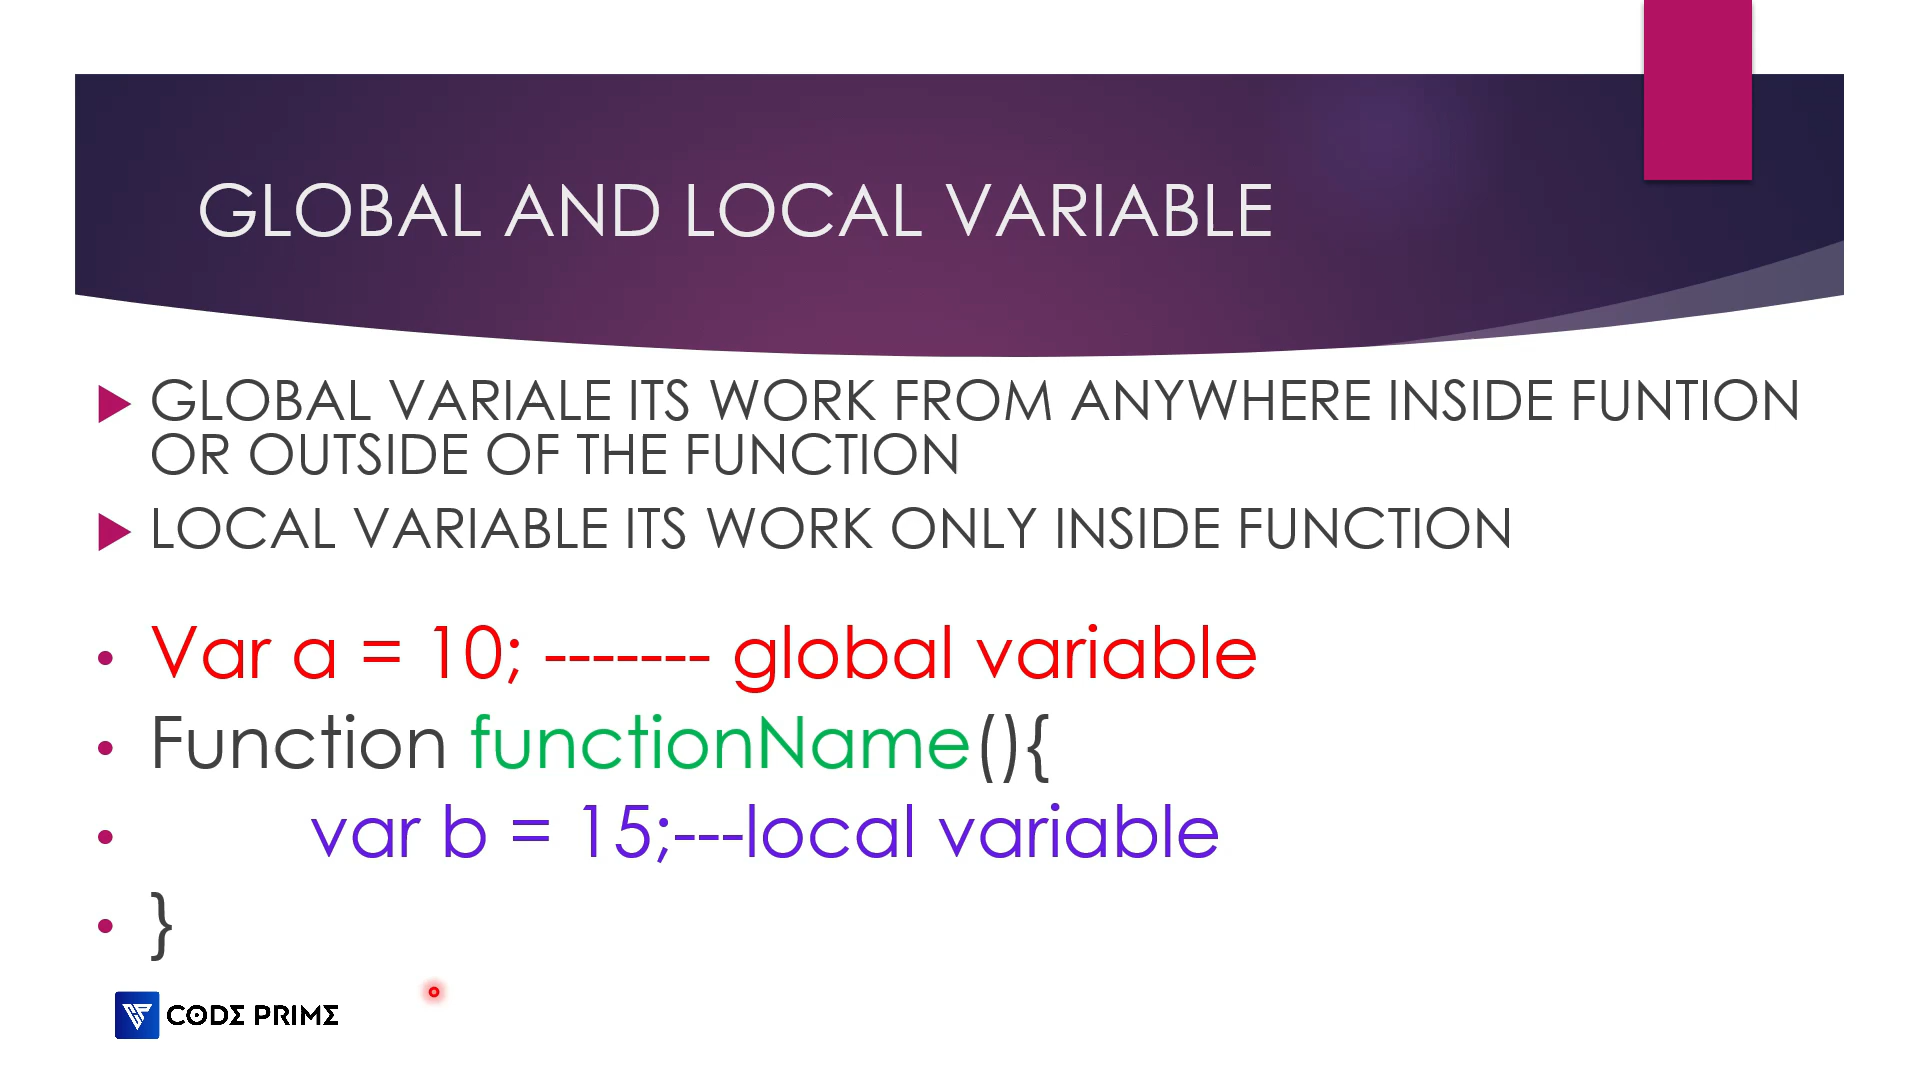 GLOBAL AND LOCAL VARIABLE
GLOBAL VARIALE ITS WORK FROM ANYWHERE INSIDE FUNTION
OR OUTSIDE OF THE FUNCTION
LOCAL VARIABLE ITS WORK ONLY INSIDE FUNCTION
Var a = 10; ------- global variable
Function functionName(){
var b = 15;---local variable
}
CODΣ PRIMΣ